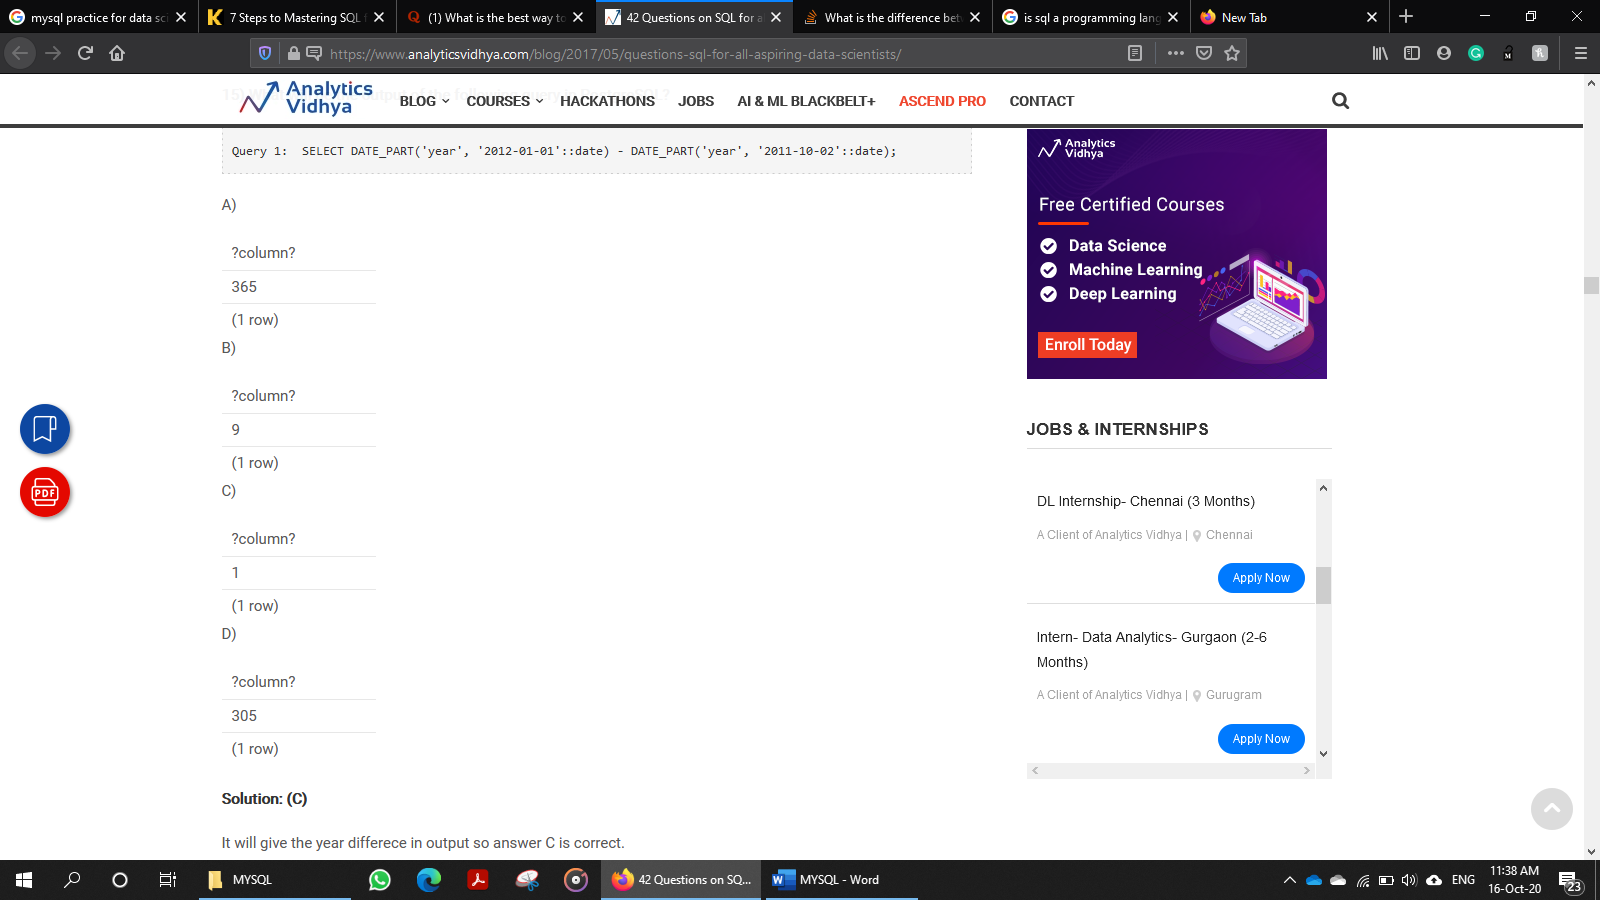 mysql practice for data sci
7 Steps to Mastering SQL f
(1) What is the best way to
42 Questions on SQL for a
What is the difference bet
is sql a programming lang
New Tab
https://www.analyticsvidhya.com/blog/2017/05/questions-sql-for-all-aspiring-data-scientists/
Analytics
Vidhya
BLOG
COURSES
HACKATHONS
JOBS
AI & ML BLACKBELT+
ASCEND PRO
CONTACT
Query 1:  SELECT DATE_PART('year', '2012-01-01'::date) - DATE_PART('year', '2011-10-02'::date);
A)
?column?
365
(1 row)
B)
?column?
9
(1 row)
C)
?column?
1
(1 row)
D)
?column?
305
(1 row)
Solution: (C)
It will give the year differece in output so answer C is correct.
PDF
Analytics
Vidhya
Free Certified Courses
Data Science
Machine Learning
Deep Learning
Enroll Today
JOBS & INTERNSHIPS
DL Internship- Chennai (3 Months)
A Client of Analytics Vidhya | Chennai
Apply Now
Intern- Data Analytics- Gurgaon (2-6
Months)
A Client of Analytics Vidhya | Gurugram
Apply Now
MYSQL
42 Questions on SQ...
MYSQL - Word
ENG
11:38 AM
16-Oct-20
23